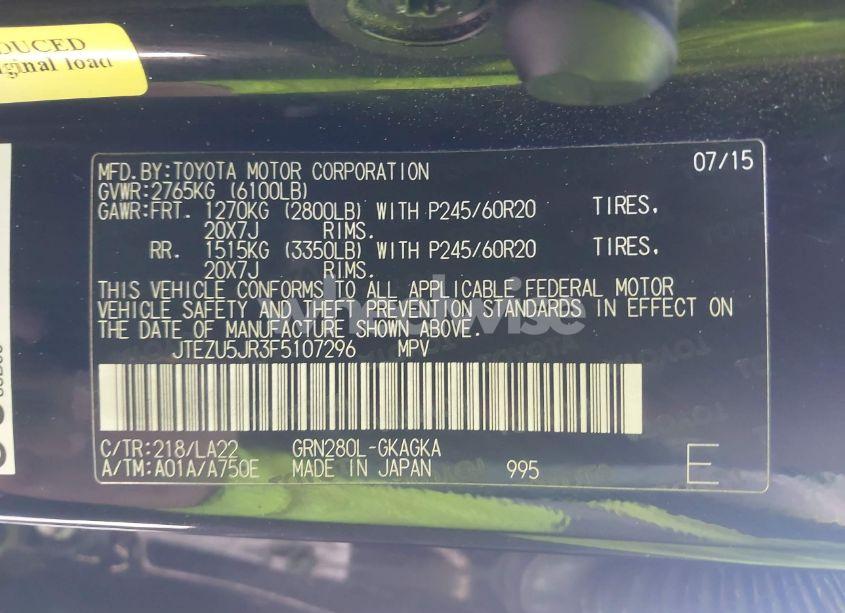 DUCED
iginal load
MFD.BY:TOYOTA MOTOR CORPORATION 07/15
GVWR:2765KG (6100LB)
GAWR:FRT. 1270KG (2800LB) WITH P245/60R20 TIRES.
20X7J RIMS.
RR. 1515KG (3350LB) WITH P245/60R20 TIRES.
20X7J RIMS.
THIS VEHICLE CONFORMS TO ALL APPLICABLE FEDERAL MOTOR
VEHICLE SAFETY AND THEFT PREVENTION STANDARDS IN EFFECT ON
THE DATE OF MANUFACTURE SHOWN ABOVE.
JTEZU5JR3F5107296 MPV
C/TR:218/LA22 GRN280L-GKAGKA
A/TM:A01A/A750E MADE IN JAPAN 995 E
wheelwise